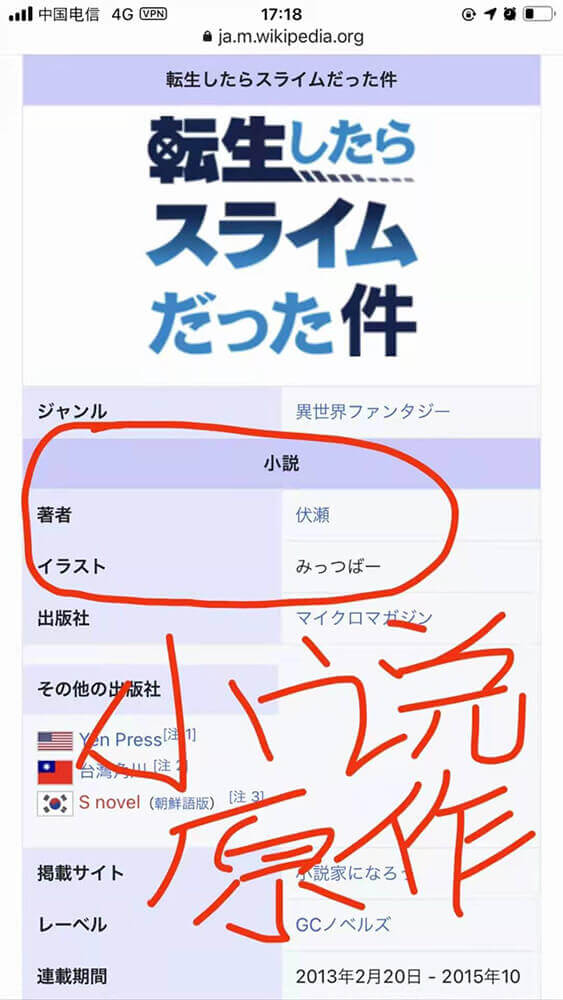 中国电信 4G VPN 17:18
ja.m.wikipedia.org
転生したらスライムだった件
転生したら
スライム
だった件
ジャンル 異世界ファンタジー
小説
著者 伏瀬
イラスト みっつばー
出版社 マイクロマガジン
その他の出版社
Yen Press[注 1]
台灣角川 [注 2]
S novel（朝鮮語版）[注 3]
小说
原作
掲載サイト 小説家になろう
レーベル GCノベルズ
連載期間 2013年2月20日 - 2015年10